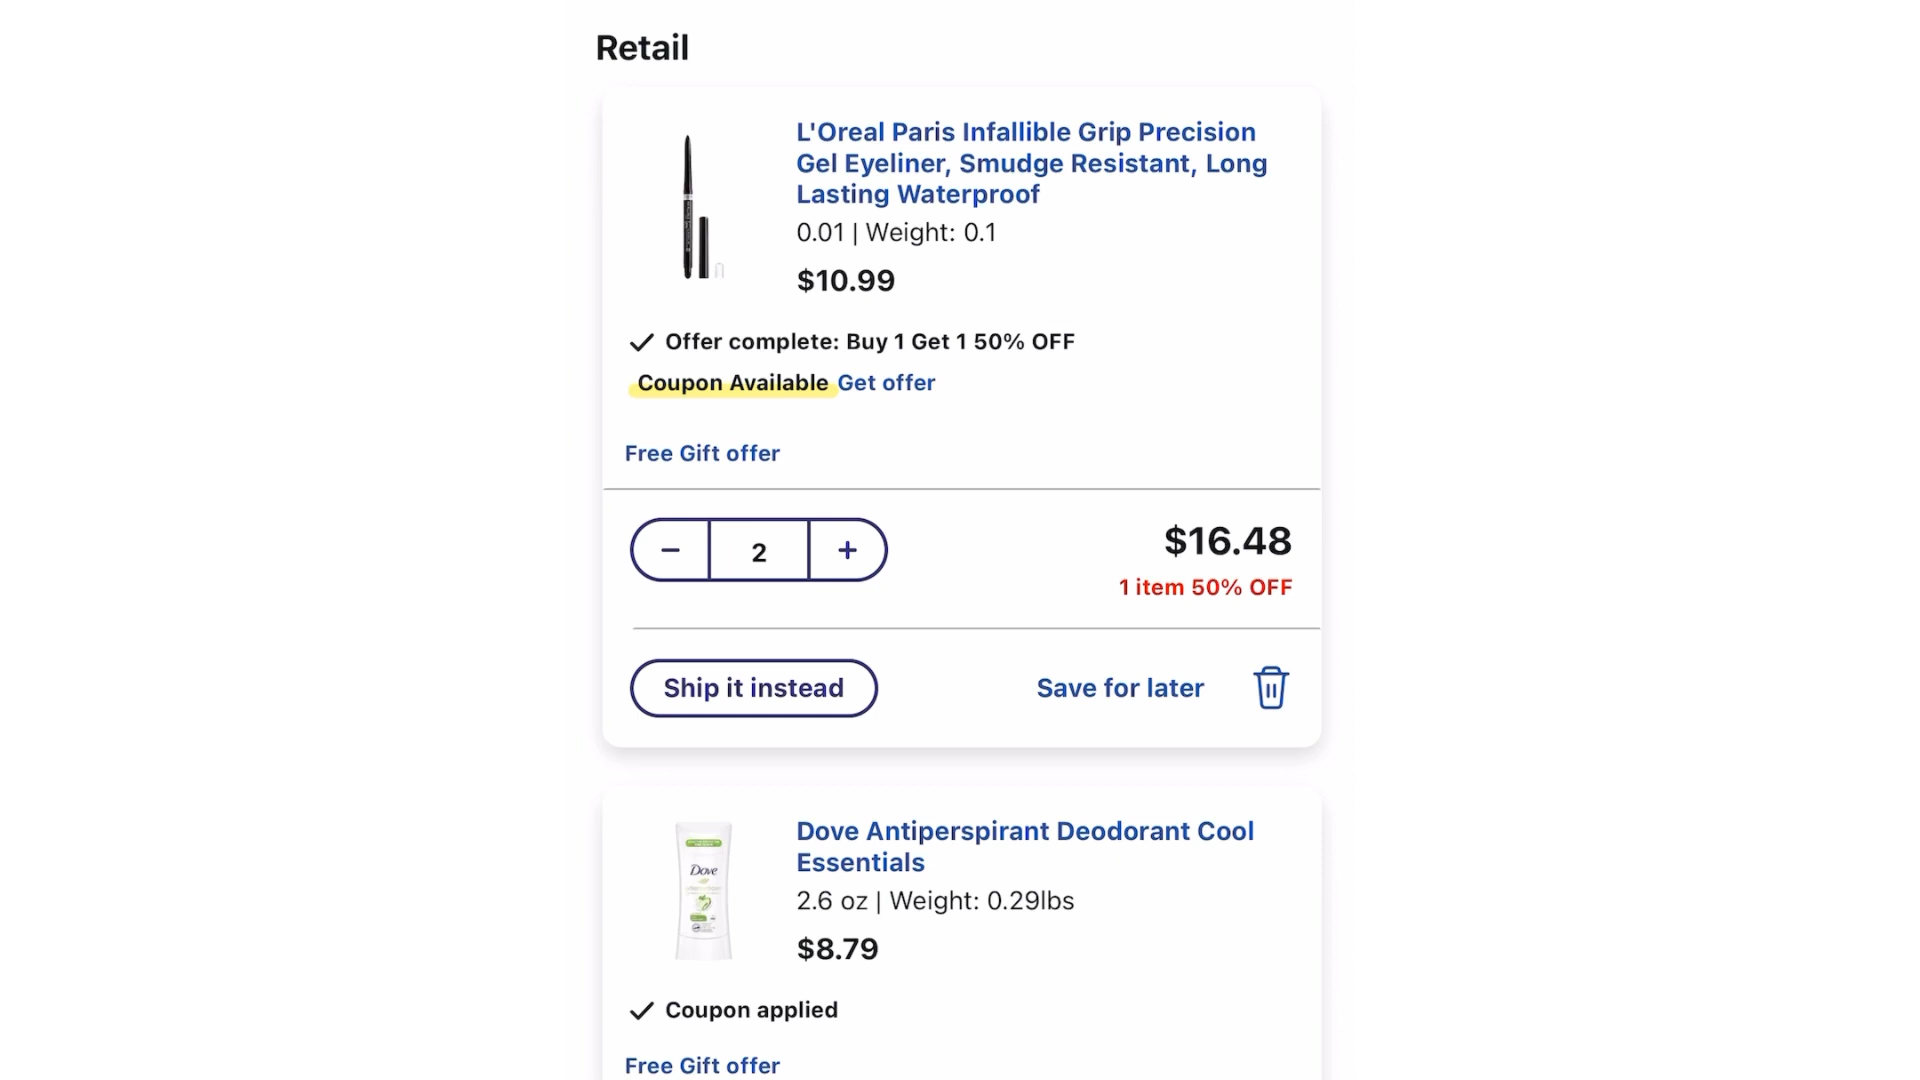 Retail
L'Oreal Paris Infallible Grip Precision
Gel Eyeliner, Smudge Resistant, Long
Lasting Waterproof
0.01 | Weight: 0.1
$10.99
Offer complete: Buy 1 Get 1 50% OFF
Coupon Available Get offer
Free Gift offer
− 2 +
$16.48
1 item 50% OFF
Ship it instead
Save for later
Dove Antiperspirant Deodorant Cool
Essentials
2.6 oz | Weight: 0.29lbs
Dove
$8.79
Coupon applied
Free Gift offer